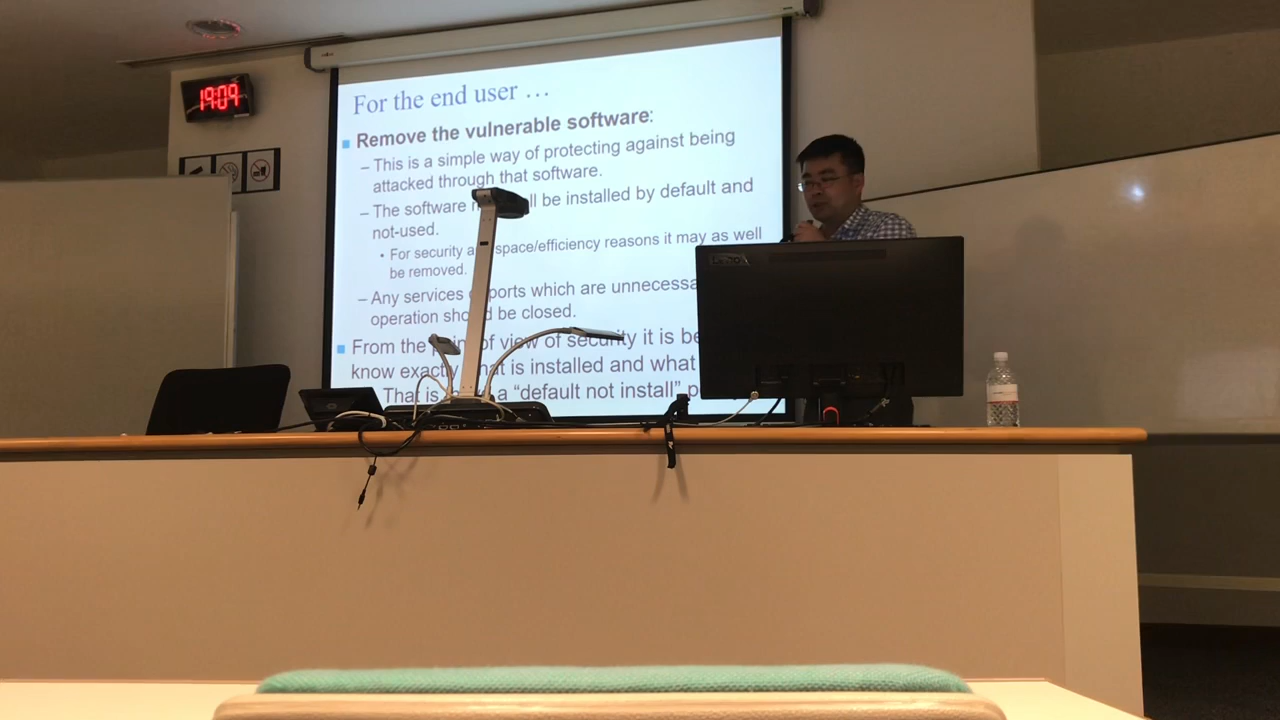 19:09
For the end user …
Remove the vulnerable software:
– This is a simple way of protecting against being
attacked through that software.
– The software be installed by default and
not-used.
• For security space/efficiency reasons it may as well
be removed.
– Any services ports which are unnecessa
operation be closed.
From the of view of security it is be
know exactly is installed and what
That is a “default not install”
Lenovo